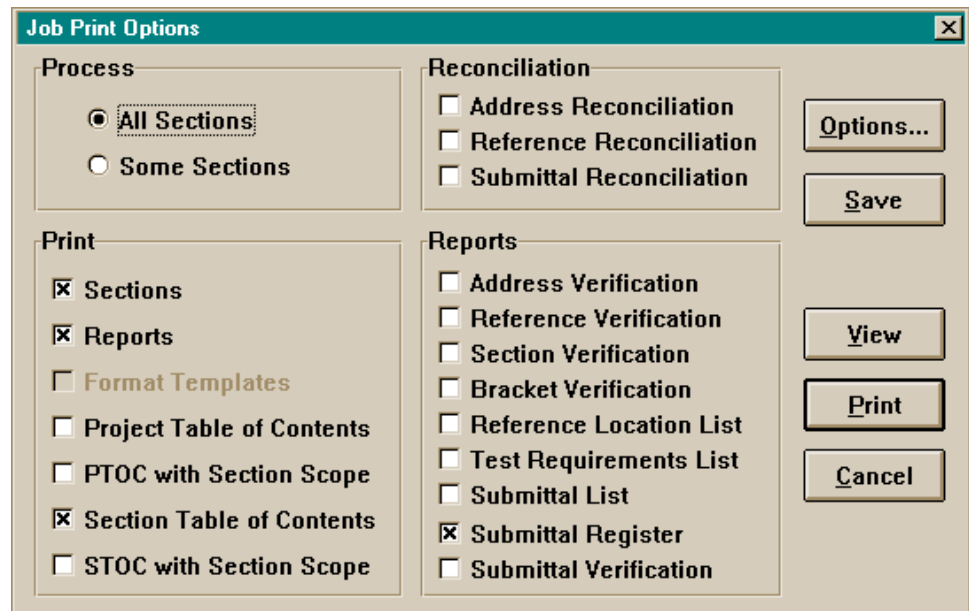 Job Print Options
Process
All Sections
Some Sections
Reconciliation
Address Reconciliation
Reference Reconciliation
Submittal Reconciliation
Print
Sections
Reports
Format Templates
Project Table of Contents
PTOC with Section Scope
Section Table of Contents
STOC with Section Scope
Reports
Address Verification
Reference Verification
Section Verification
Bracket Verification
Reference Location List
Test Requirements List
Submittal List
Submittal Register
Submittal Verification
Options...
Save
View
Print
Cancel